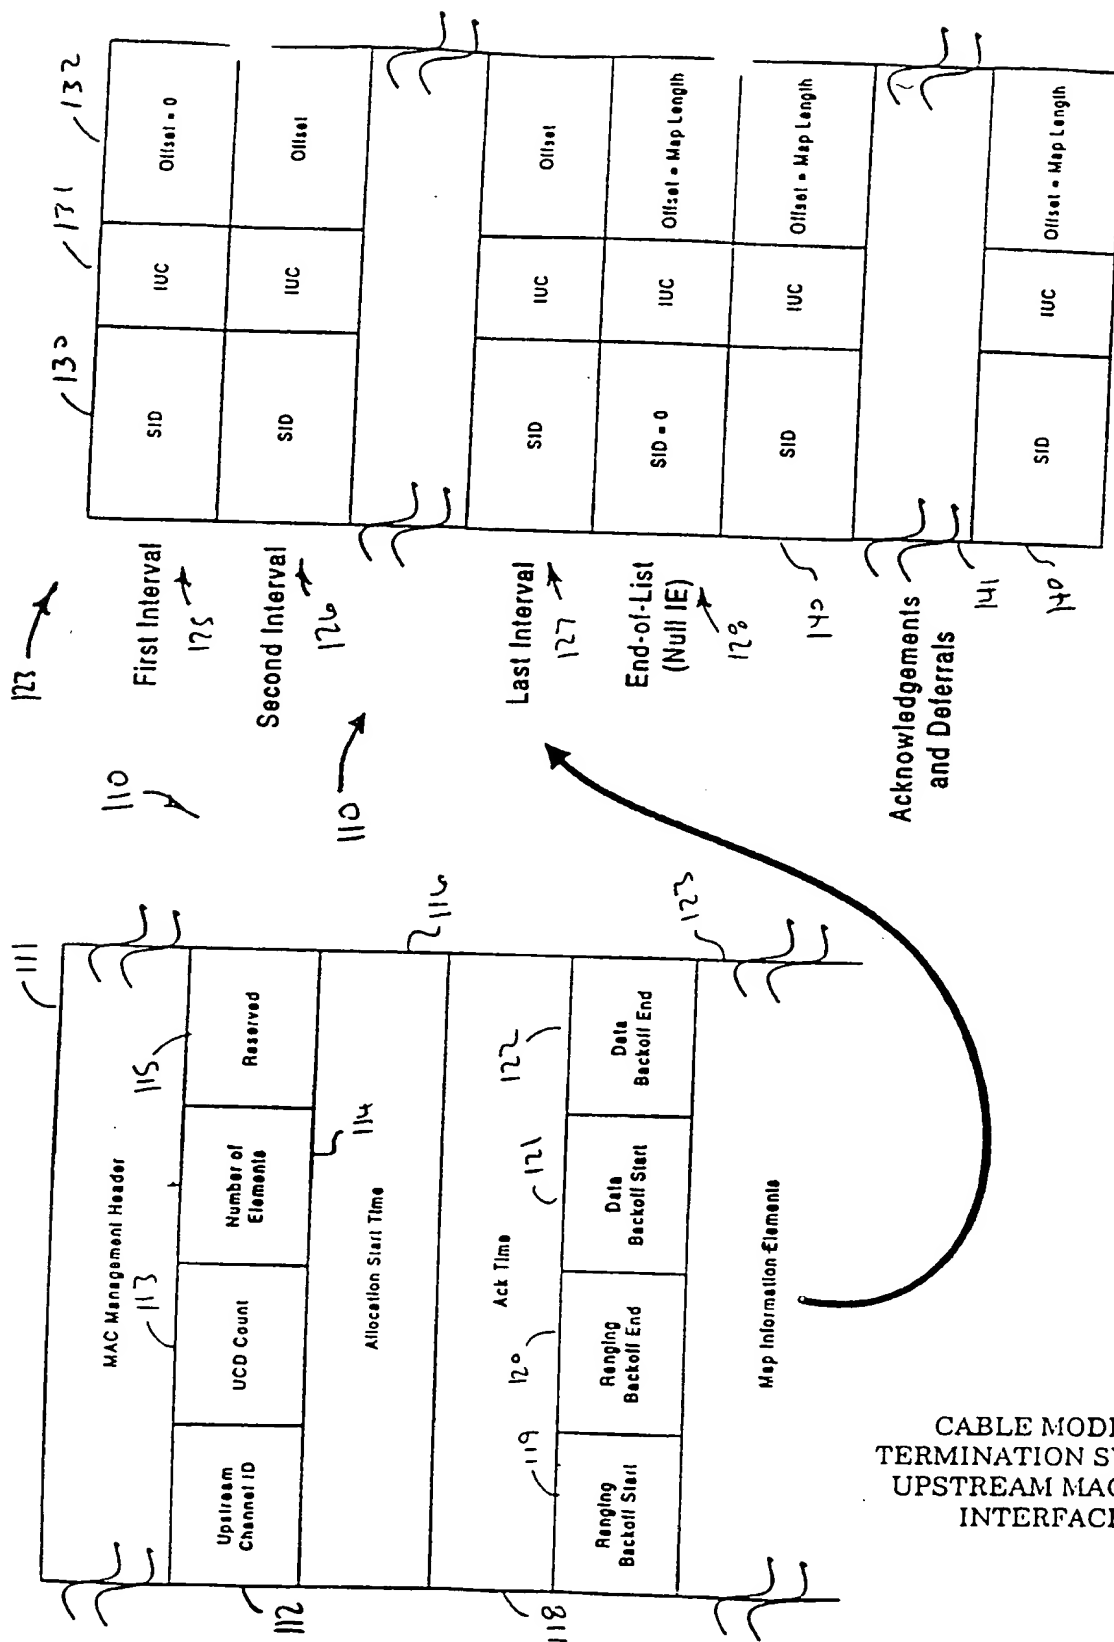 111
MAC Management Header
112
113
115
Upstream
Channel ID
UCD Count
Number of
Elements
Reserved
114
Allocation Start Time
116
118
Ack Time
119
120
121
122
Ranging
Backoff Start
Ranging
Backoff End
Data
Backoff Start
Data
Backoff End
123
Map Information Elements
110
110
123
130
131
132
First Interval
125
SID
IUC
Offset = 0
Second Interval
126
SID
IUC
Offset
Last Interval
127
SID
IUC
Offset
End-of-List
(Null IE)
128
SID = 0
IUC
Offset = Map Length
140
SID
IUC
Offset = Map Length
Acknowledgements
and Deferrals
141
140
SID
IUC
Offset = Map Length
CABLE MODE
TERMINATION SY
UPSTREAM MAC
INTERFACE